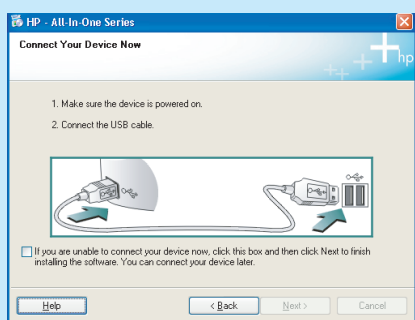 HP - All-In-One Series
Connect Your Device Now
hp
1. Make sure the device is powered on.
2. Connect the USB cable.
If you are unable to connect your device now, click this box and then click Next to finish
installing the software. You can connect your device later.
Help
< Back
Next >
Cancel